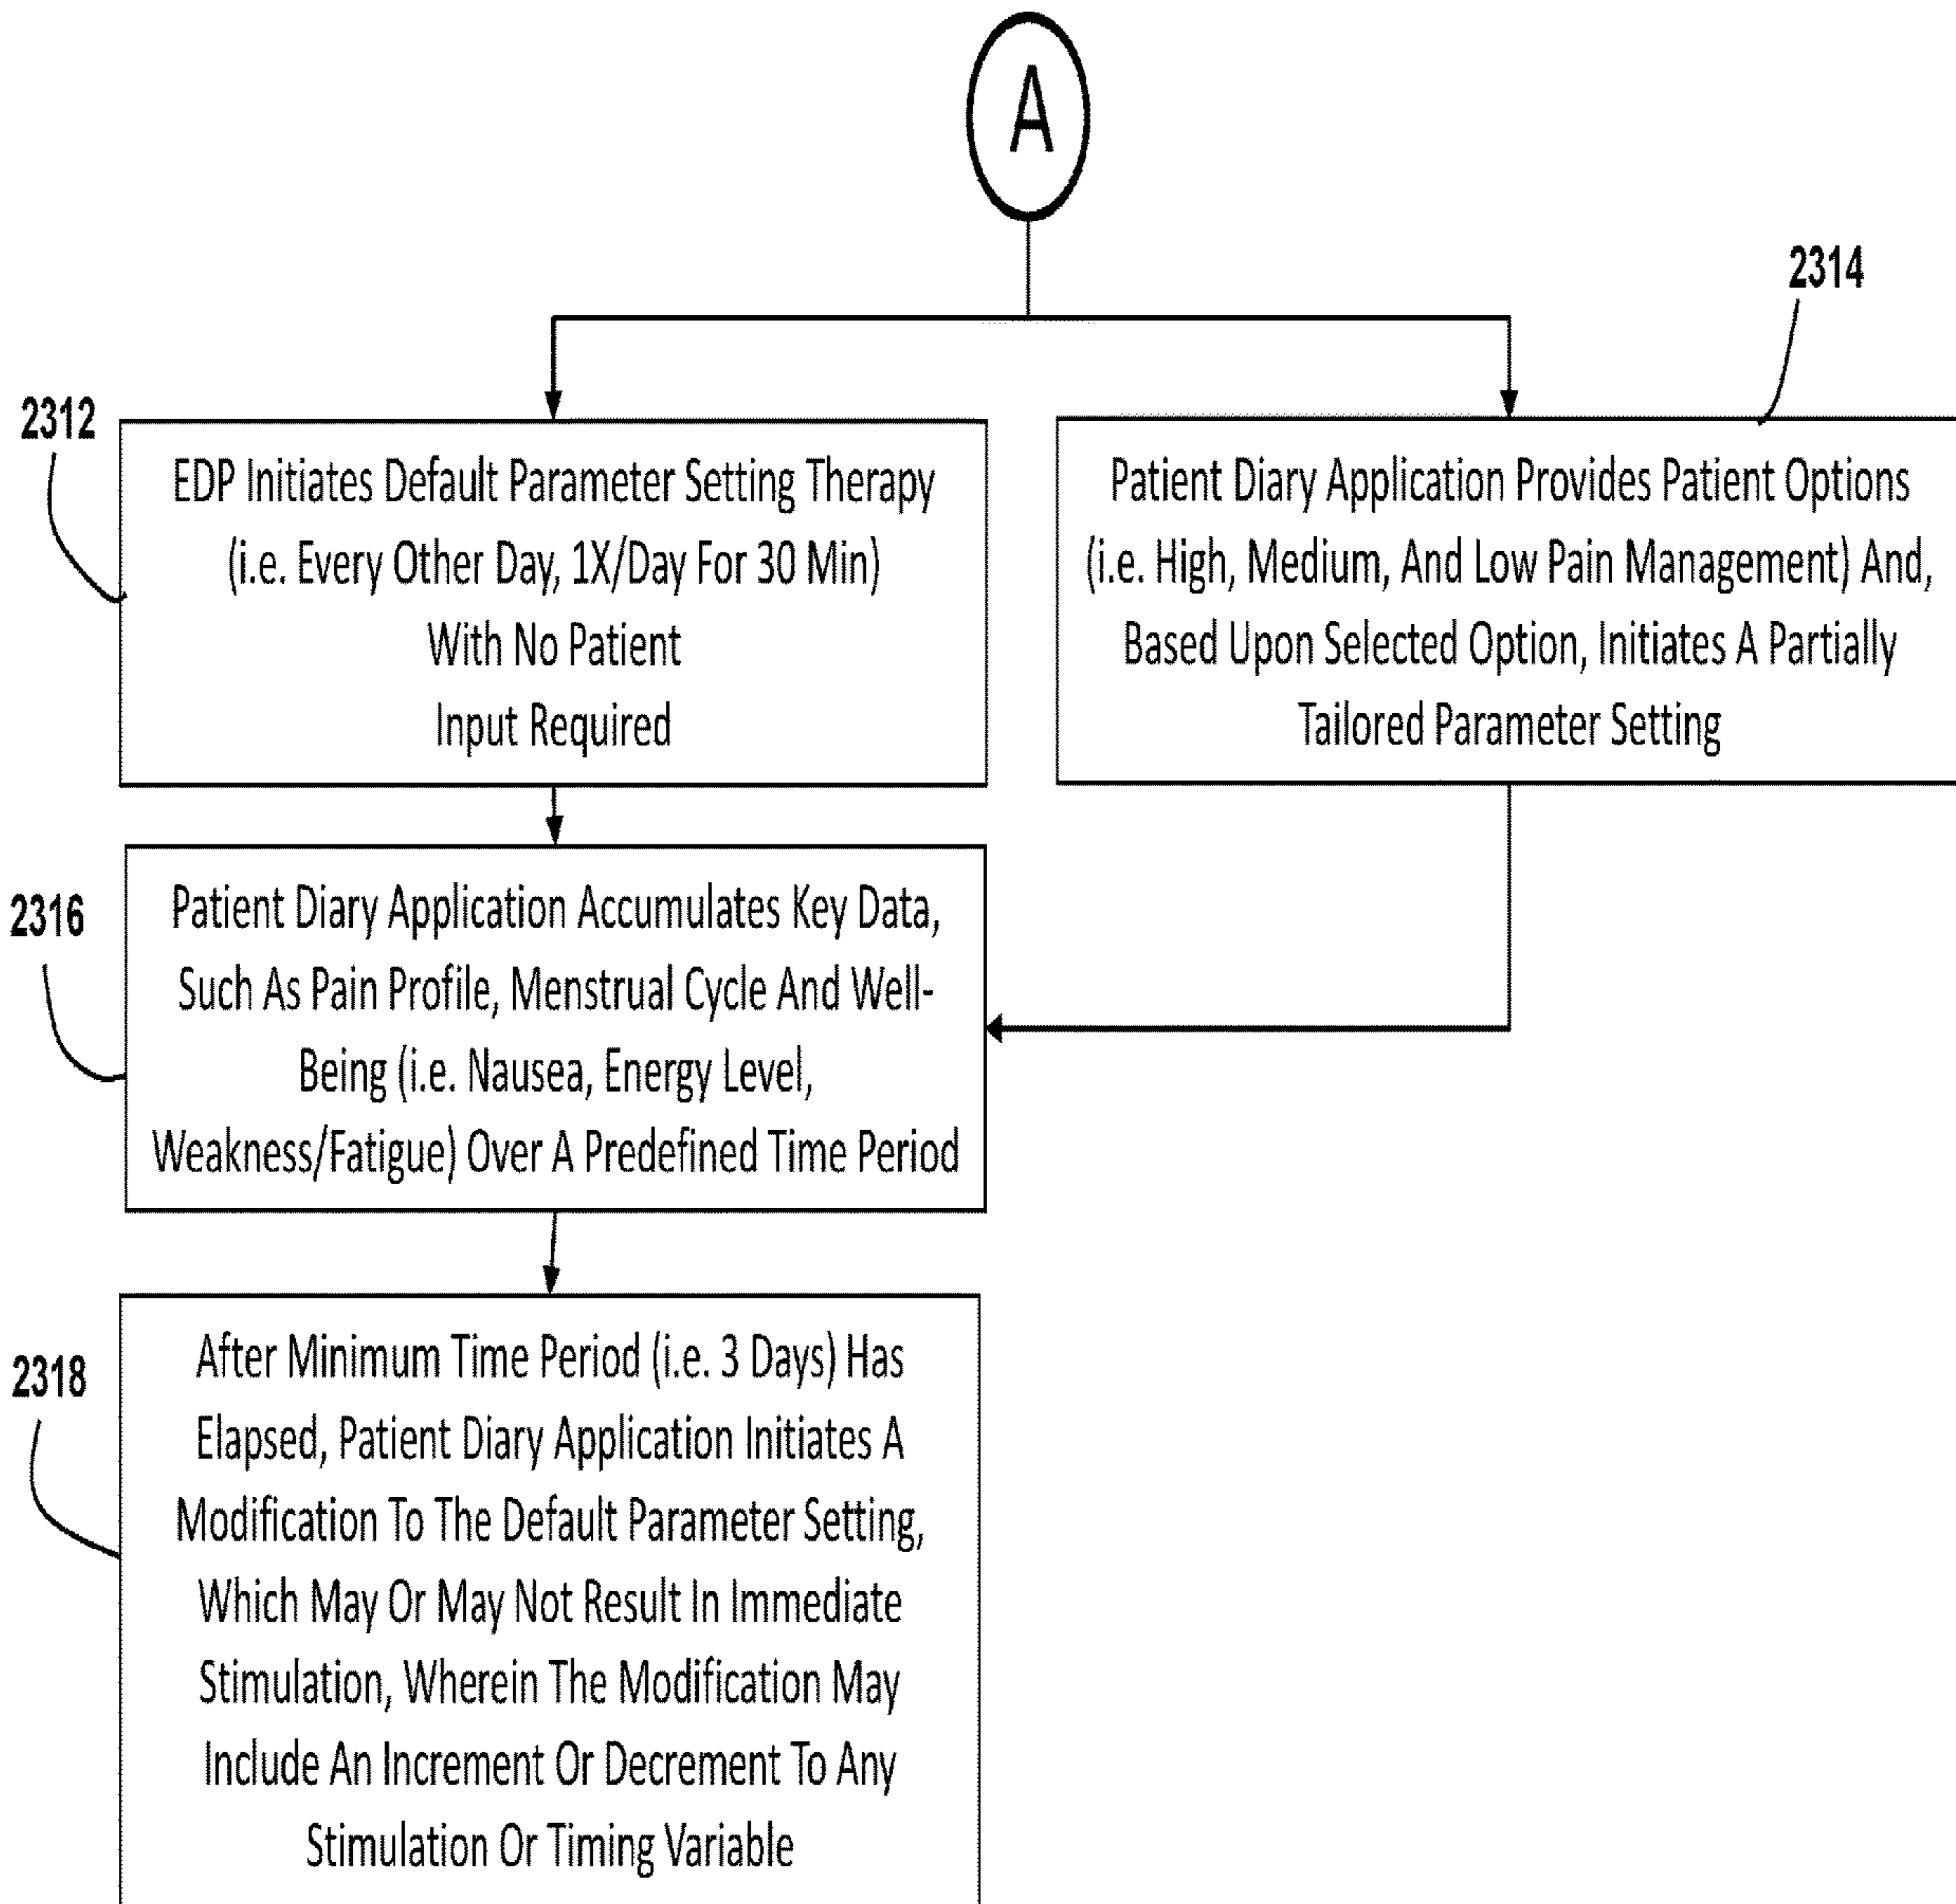 A
2314
2312
EDP Initiates Default Parameter Setting Therapy
(i.e. Every Other Day, 1X/Day For 30 Min)
With No Patient
Input Required
Patient Diary Application Provides Patient Options
(i.e. High, Medium, And Low Pain Management) And,
Based Upon Selected Option, Initiates A Partially
Tailored Parameter Setting
2316
Patient Diary Application Accumulates Key Data,
Such As Pain Profile, Menstrual Cycle And Well-
Being (i.e. Nausea, Energy Level,
Weakness/Fatigue) Over A Predefined Time Period
2318
After Minimum Time Period (i.e. 3 Days) Has
Elapsed, Patient Diary Application Initiates A
Modification To The Default Parameter Setting,
Which May Or May Not Result In Immediate
Stimulation, Wherein The Modification May
Include An Increment Or Decrement To Any
Stimulation Or Timing Variable